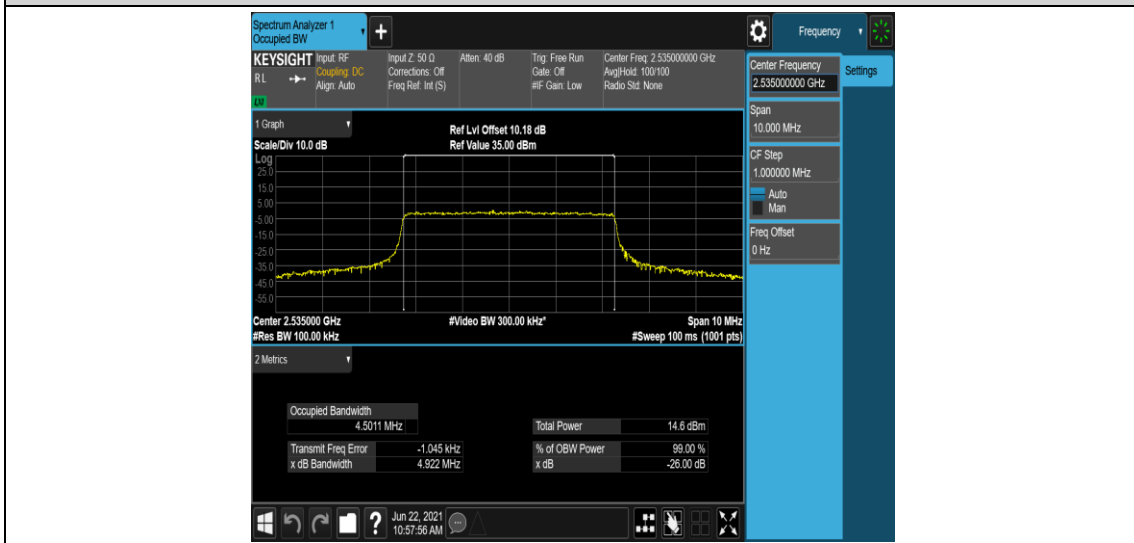 Spectrum Analyzer 1
Occupied BW
Frequency
KEYSIGHT Input: RF
Coupling: DC
Align: Auto
RL
LXI
Input Z: 50 Ω
Corrections: Off
Freq Ref: Int (S)
Atten: 40 dB
Trig: Free Run
Gate: Off
#IF Gain: Low
Center Freq: 2.535000000 GHz
Avg|Hold: 100/100
Radio Std: None
Center Frequency
2.535000000 GHz
Settings
Span
10.000 MHz
CF Step
1.000000 MHz
Auto
Man
Freq Offset
0 Hz
1 Graph
Ref Lvl Offset 10.18 dB
Scale/Div 10.0 dB
Ref Value 35.00 dBm
Log
25.0
15.0
5.00
-5.00
-15.0
-25.0
-35.0
-45.0
-55.0
Center 2.535000 GHz
#Video BW 300.00 kHz*
Span 10 MHz
#Res BW 100.00 kHz
#Sweep 100 ms (1001 pts)
2 Metrics
Occupied Bandwidth
4.5011 MHz
Total Power 14.6 dBm
Transmit Freq Error -1.045 kHz
% of OBW Power 99.00 %
x dB Bandwidth 4.922 MHz
x dB -26.00 dB
?
Jun 22, 2021
10:57:56 AM